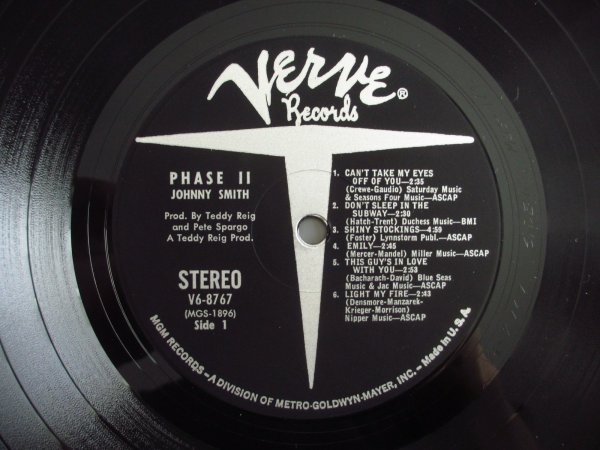 VERVE®
Records
PHASE II
JOHNNY SMITH
Prod. By Teddy Reig
and Pete Spargo
A Teddy Reig Prod.
STEREO
V6-8767
(MGS-1896)
Side 1
1. CAN'T TAKE MY EYES
OFF OF YOU—2:35
(Crewe-Gaudio) Saturday Music
& Seasons Four Music—ASCAP
2. DON'T SLEEP IN THE
SUBWAY—2:30
(Hatch-Trent) Duchess Music—BMI
3. SHINY STOCKINGS—4:59
(Foster) Lynnstorm Publ.—ASCAP
4. EMILY—2:45
(Mercer-Mandel) Miller Music—ASCAP
5. THIS GUY'S IN LOVE
WITH YOU—2:53
(Bacharach-David) Blue Seas
Music & Jac Music—ASCAP
6. LIGHT MY FIRE—2:43
(Densmore-Manzarek-
Krieger-Morrison)
Nipper Music—ASCAP
MGM RECORDS—A DIVISION OF METRO-GOLDWYN-MAYER, INC.—Made in U.S.A.